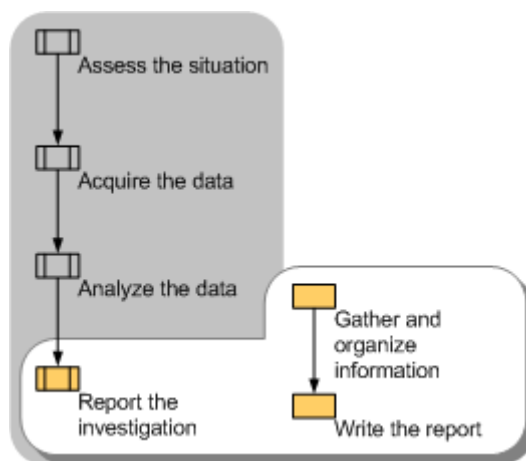 Assess the situation
Acquire the data
Analyze the data
Report the
investigation
Gather and
organize
information
Write the report